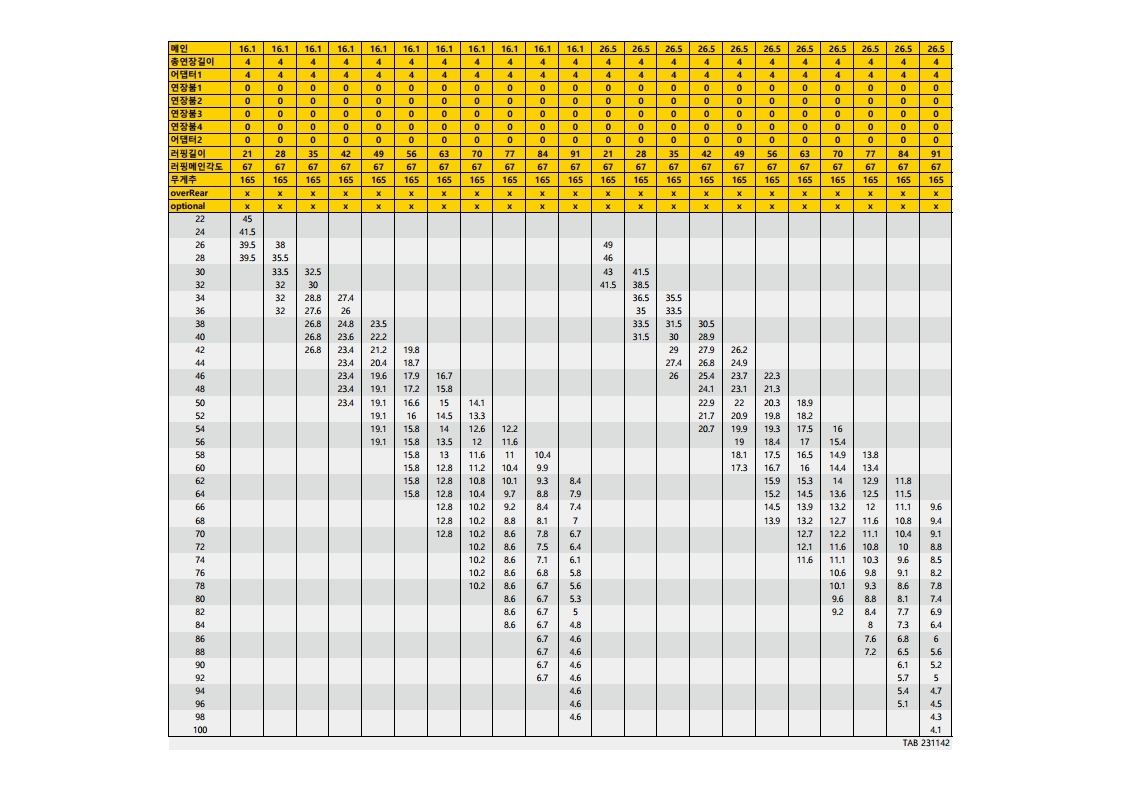 메인 16.1 16.1 16.1 16.1 16.1 16.1 16.1 16.1 16.1 16.1 16.1 26.5 26.5 26.5 26.5 26.5 26.5 26.5 26.5 26.5 26.5 26.5
총연장길이 4 4 4 4 4 4 4 4 4 4 4 4 4 4 4 4 4 4 4 4 4 4
어댑터1 4 4 4 4 4 4 4 4 4 4 4 4 4 4 4 4 4 4 4 4 4 4
연장붐1 0 0 0 0 0 0 0 0 0 0 0 0 0 0 0 0 0 0 0 0 0 0
연장붐2 0 0 0 0 0 0 0 0 0 0 0 0 0 0 0 0 0 0 0 0 0 0
연장붐3 0 0 0 0 0 0 0 0 0 0 0 0 0 0 0 0 0 0 0 0 0 0
연장붐4 0 0 0 0 0 0 0 0 0 0 0 0 0 0 0 0 0 0 0 0 0 0
어댑터2 0 0 0 0 0 0 0 0 0 0 0 0 0 0 0 0 0 0 0 0 0 0
러핑길이 21 28 35 42 49 56 63 70 77 84 91 21 28 35 42 49 56 63 70 77 84 91
러핑메인각도 67 67 67 67 67 67 67 67 67 67 67 67 67 67 67 67 67 67 67 67 67 67
무게추 165 165 165 165 165 165 165 165 165 165 165 165 165 165 165 165 165 165 165 165 165 165
overRear x x x x x x x x x x x x x x x x x x x x x x
optional x x x x x x x x x x x x x x x x x x x x x x
22 45
24 41.5
26 39.5 38 49
28 39.5 35.5 46
30 33.5 32.5 43 41.5
32 32 30 41.5 38.5
34 32 28.8 27.4 36.5 35.5
36 32 27.6 26 35 33.5
38 26.8 24.8 23.5 33.5 31.5 30.5
40 26.8 23.6 22.2 31.5 30 28.9
42 26.8 23.4 21.2 19.8 29 27.9 26.2
44 23.4 20.4 18.7 27.4 26.8 24.9
46 23.4 19.6 17.9 16.7 26 25.4 23.7 22.3
48 23.4 19.1 17.2 15.8 24.1 23.1 21.3
50 23.4 19.1 16.6 15 14.1 22.9 22 20.3 18.9
52 19.1 16 14.5 13.3 21.7 20.9 19.8 18.2
54 19.1 15.8 14 12.6 12.2 20.7 19.9 19.3 17.5 16
56 19.1 15.8 13.5 12 11.6 19 18.4 17 15.4
58 15.8 13 11.6 11 10.4 18.1 17.5 16.5 14.9 13.8
60 15.8 12.8 11.2 10.4 9.9 17.3 16.7 16 14.4 13.4
62 15.8 12.8 10.8 10.1 9.3 8.4 15.9 15.3 14 12.9 11.8
64 15.8 12.8 10.4 9.7 8.8 7.9 15.2 14.5 13.6 12.5 11.5
66 12.8 10.2 9.2 8.4 7.4 14.5 13.9 13.2 12 11.1 9.6
68 12.8 10.2 8.8 8.1 7 13.9 13.2 12.7 11.6 10.8 9.4
70 12.8 10.2 8.6 7.8 6.7 12.7 12.2 11.1 10.4 9.1
72 10.2 8.6 7.5 6.4 12.1 11.6 10.8 10 8.8
74 10.2 8.6 7.1 6.1 11.6 11.1 10.3 9.6 8.5
76 10.2 8.6 6.8 5.8 10.6 9.8 9.1 8.2
78 10.2 8.6 6.7 5.6 10.1 9.3 8.6 7.8
80 8.6 6.7 5.3 9.6 8.8 8.1 7.4
82 8.6 6.7 5 9.2 8.4 7.7 6.9
84 8.6 6.7 4.8 8 7.3 6.4
86 6.7 4.6 7.6 6.8 6
88 6.7 4.6 7.2 6.5 5.6
90 6.7 4.6 6.1 5.2
92 6.7 4.6 5.7 5
94 4.6 5.4 4.7
96 4.6 5.1 4.5
98 4.6 4.3
100 4.1
TAB 231142